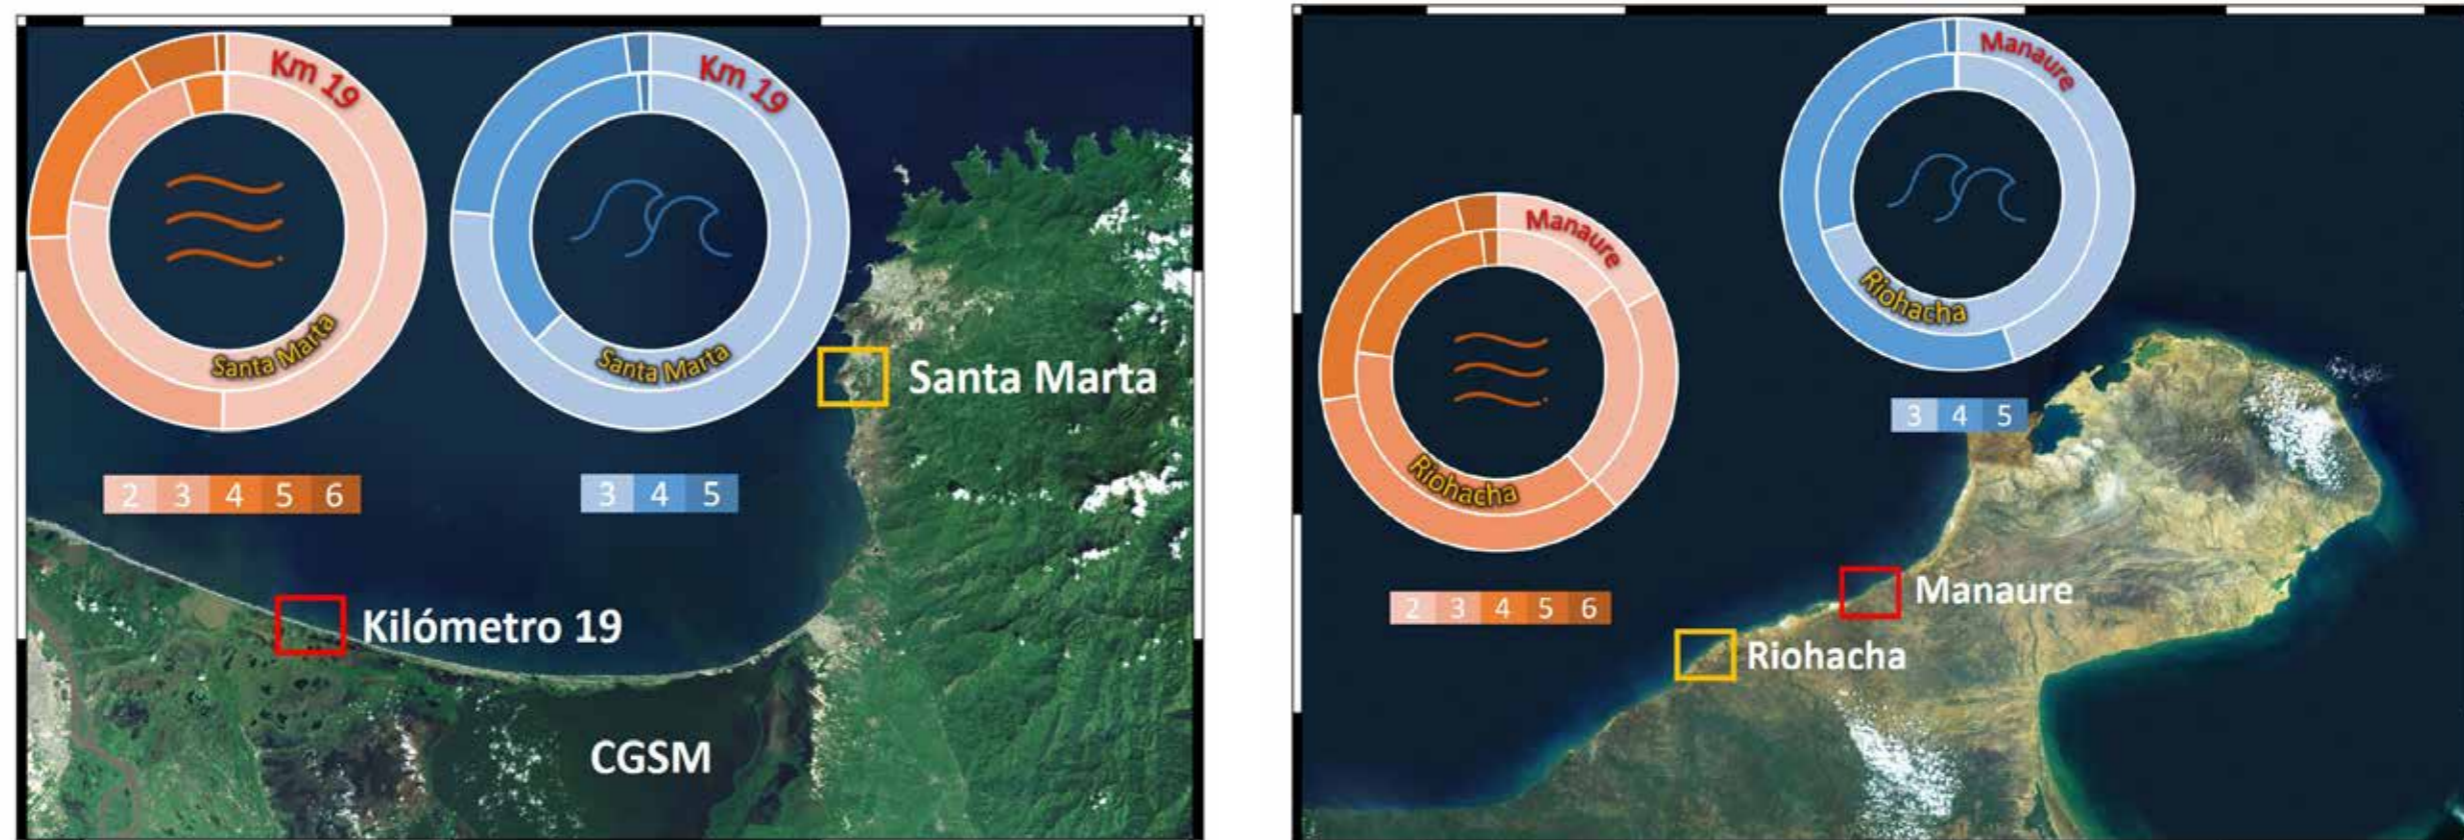 Km 19
Santa Marta
Km 19
Santa Marta
2 3 4 5 6
3 4 5
Santa Marta
Kilómetro 19
CGSM
Manaure
Riohacha
3 4 5
Manaure
Riohacha
2 3 4 5 6
Manaure
Riohacha